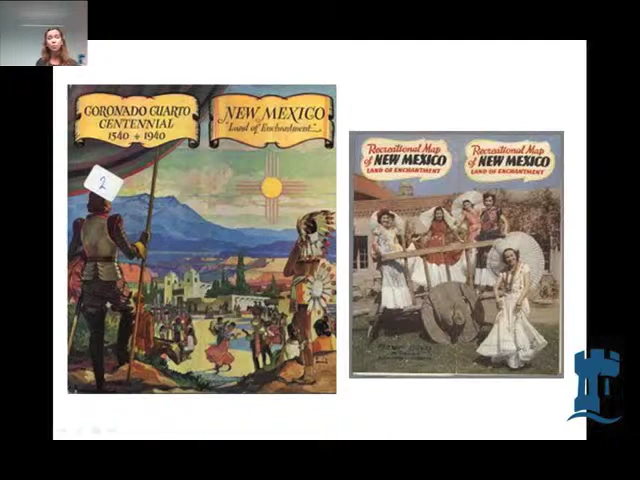 CORONADO CUARTO
CENTENNIAL
1540 + 1940
NEW MEXICO
"Land of Enchantment"
2
Recreational Map
of NEW MEXICO
LAND OF ENCHANTMENT
Recreational Map
of NEW MEXICO
LAND OF ENCHANTMENT